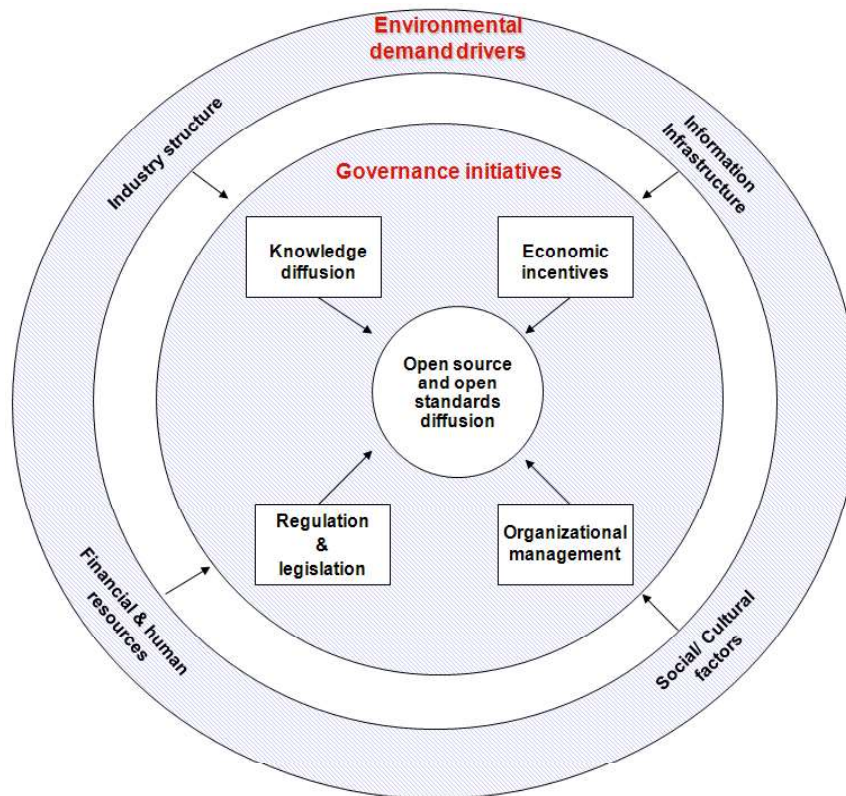 Environmental
demand drivers
Industry structure
Information
Infrastructure
Governance initiatives
Knowledge
diffusion
Economic
incentives
Open source
and open
standards
diffusion
Regulation
&
legislation
Organizational
management
Financial & human
resources
Social/ Cultural
factors